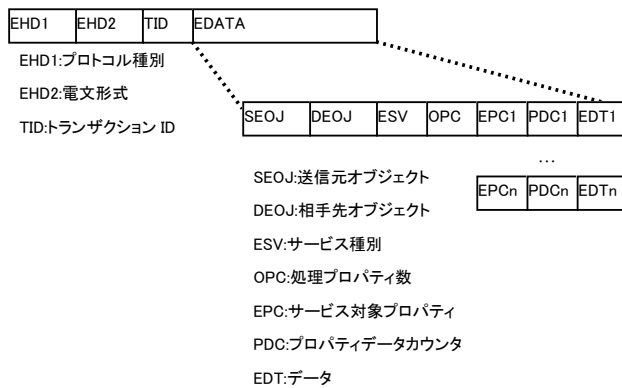 EHD1 EHD2 TID EDATA
EHD1:プロトコル種別
EHD2:電文形式
TID:トランザクション ID
SEOJ DEOJ ESV OPC EPC1 PDC1 EDT1
…
EPCn PDCn EDTn
SEOJ:送信元オブジェクト
DEOJ:相手先オブジェクト
ESV:サービス種別
OPC:処理プロパティ数
EPC:サービス対象プロパティ
PDC:プロパティデータカウンタ
EDT:データ